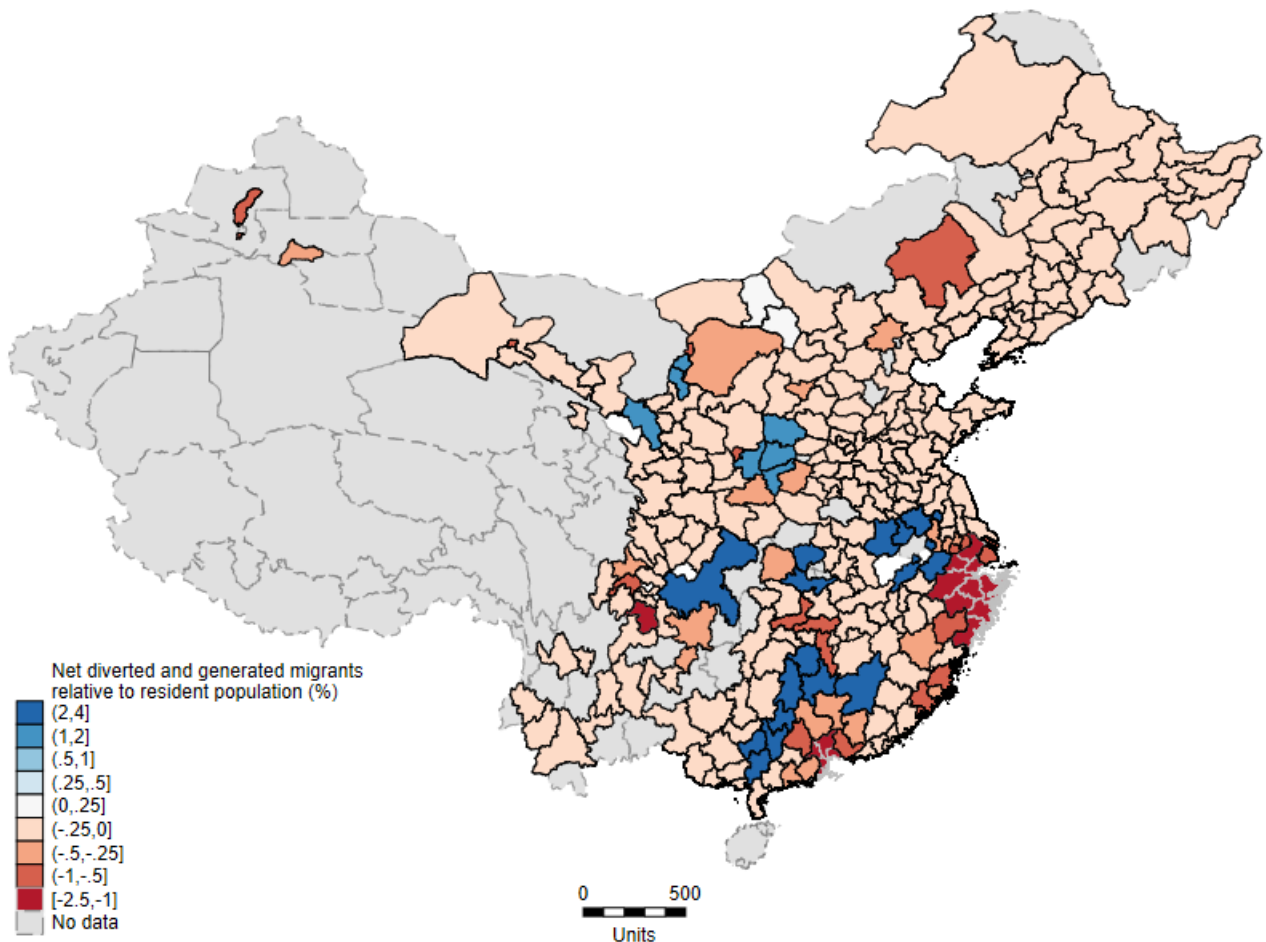 Net diverted and generated migrants
relative to resident population (%)
(2,4]
(1,2]
(.5,1]
(.25,.5]
(0,.25]
(-.25,0]
(-.5,-.25]
(-1,-.5]
[-2.5,-1]
No data
0 500
Units